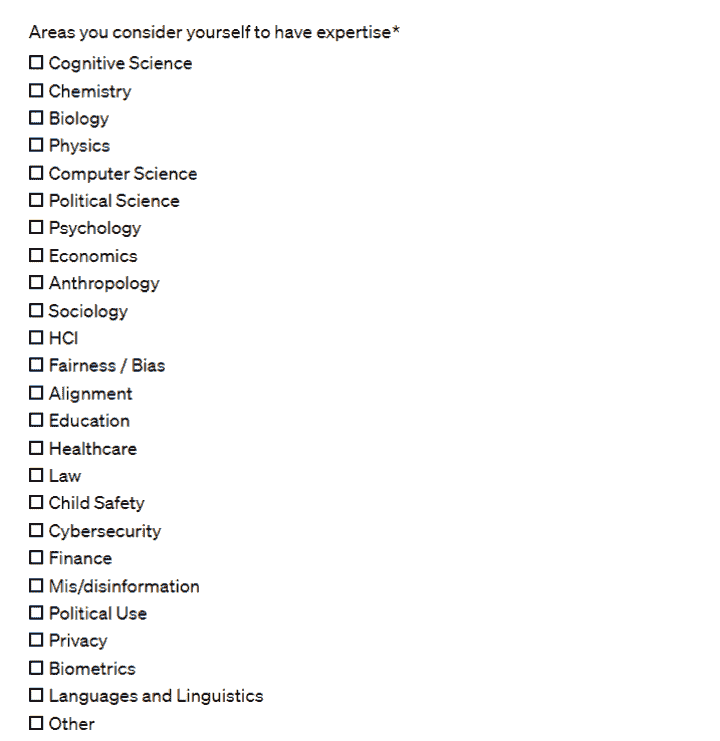 Areas you consider yourself to have expertise*
Cognitive Science
Chemistry
Biology
Physics
Computer Science
Political Science
Psychology
Economics
Anthropology
Sociology
HCI
Fairness / Bias
Alignment
Education
Healthcare
Law
Child Safety
Cybersecurity
Finance
Mis/disinformation
Political Use
Privacy
Biometrics
Languages and Linguistics
Other